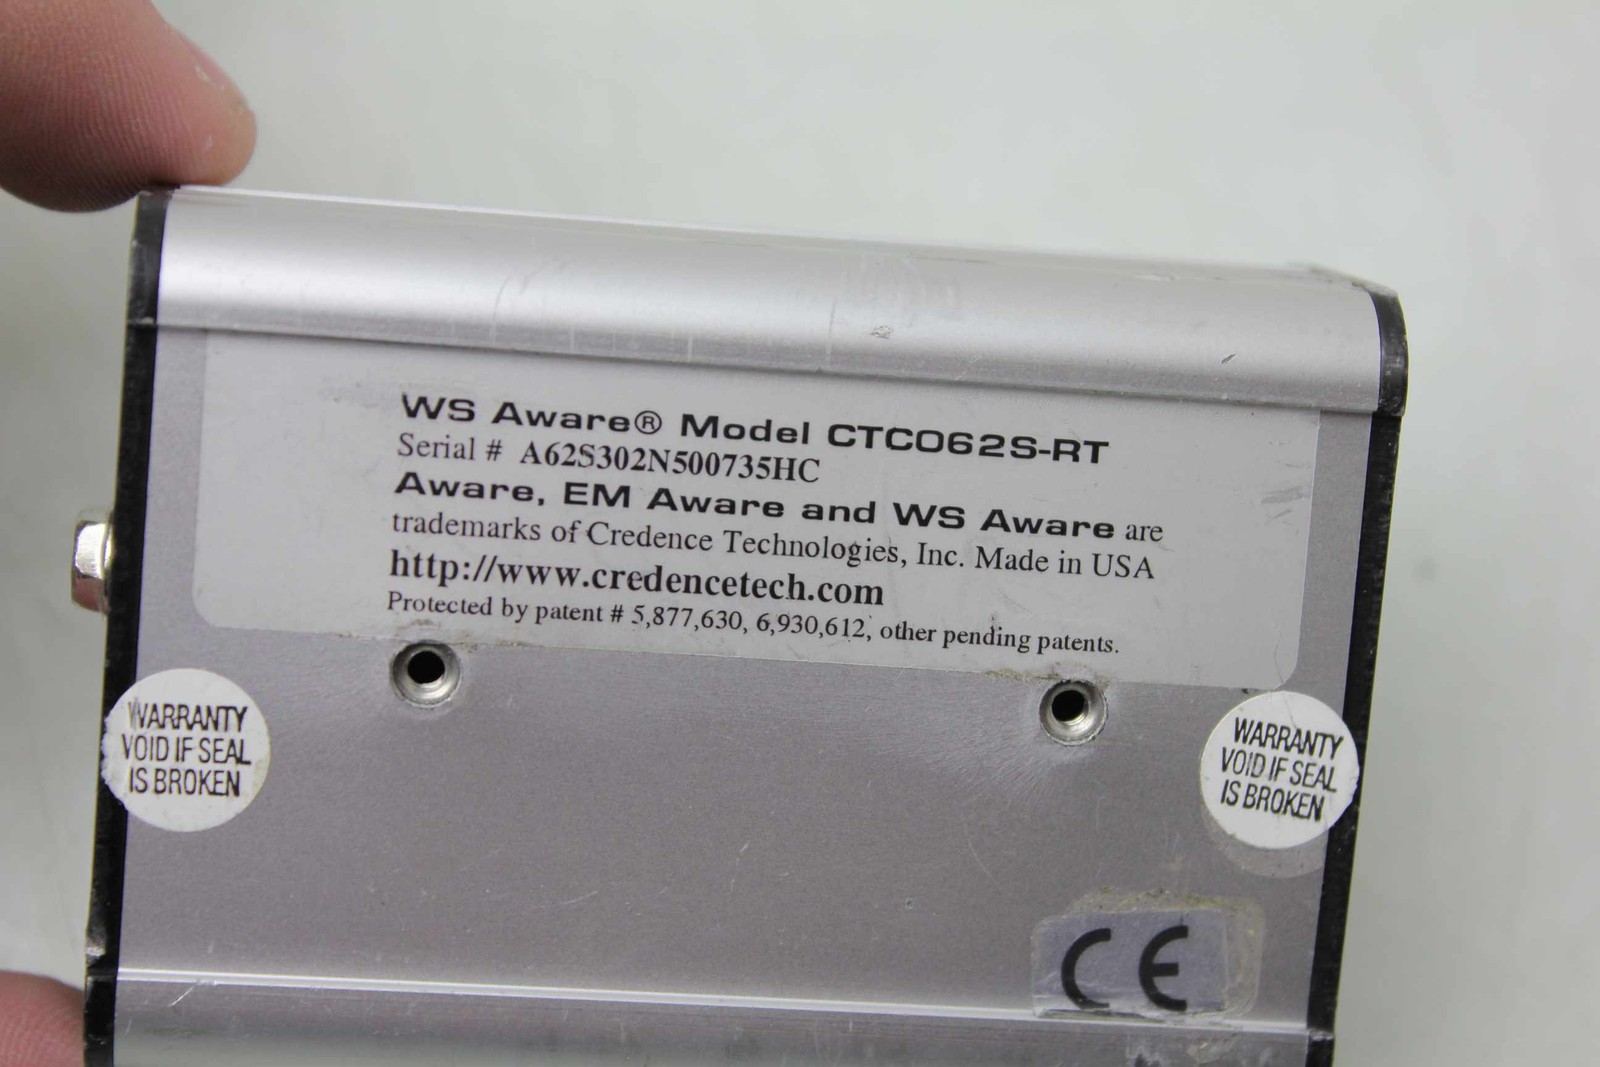 WS Aware® Model CTC062S-RT
Serial # A62S302N500735HC
Aware, EM Aware and WS Aware are
trademarks of Credence Technologies, Inc. Made in USA
http://www.credencetech.com
Protected by patent # 5,877,630, 6,930,612, other pending patents.
WARRANTY
VOID IF SEAL
IS BROKEN
WARRANTY
VOID IF SEAL
IS BROKEN
CE